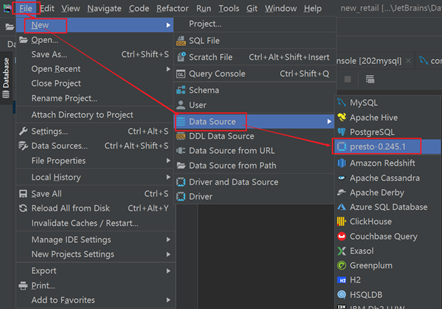 File Edit View Navigate Code Refactor Run Tools Git Window Help new_retail [...\JetBrains\Da
New
Open...
Save As... Ctrl+Shift+S
Open Recent
Close Project
Rename Project...
Attach Directory to Project
Settings... Ctrl+Alt+S
Data Sources... Ctrl+Alt+Shift+S
File Properties
Local History
Save All Ctrl+S
Reload All from Disk Ctrl+Alt+Y
Invalidate Caches / Restart...
Manage IDE Settings
New Projects Settings
Export
Print...
Add to Favorites
Project...
SQL File
Scratch File Ctrl+Alt+Shift+Insert
Query Console Ctrl+Shift+Q
Schema
User
Data Source
DDL Data Source
Data Source from URL
Data Source from Path
Driver and Data Source
Driver
console [202mysql]
MySQL
Apache Hive
PostgreSQL
presto-0.245.1
Amazon Redshift
Apache Cassandra
Apache Derby
Azure SQL Database
ClickHouse
Couchbase Query
Exasol
Greenplum
H2
HSQLDB
IBM Db2 LUW
Database